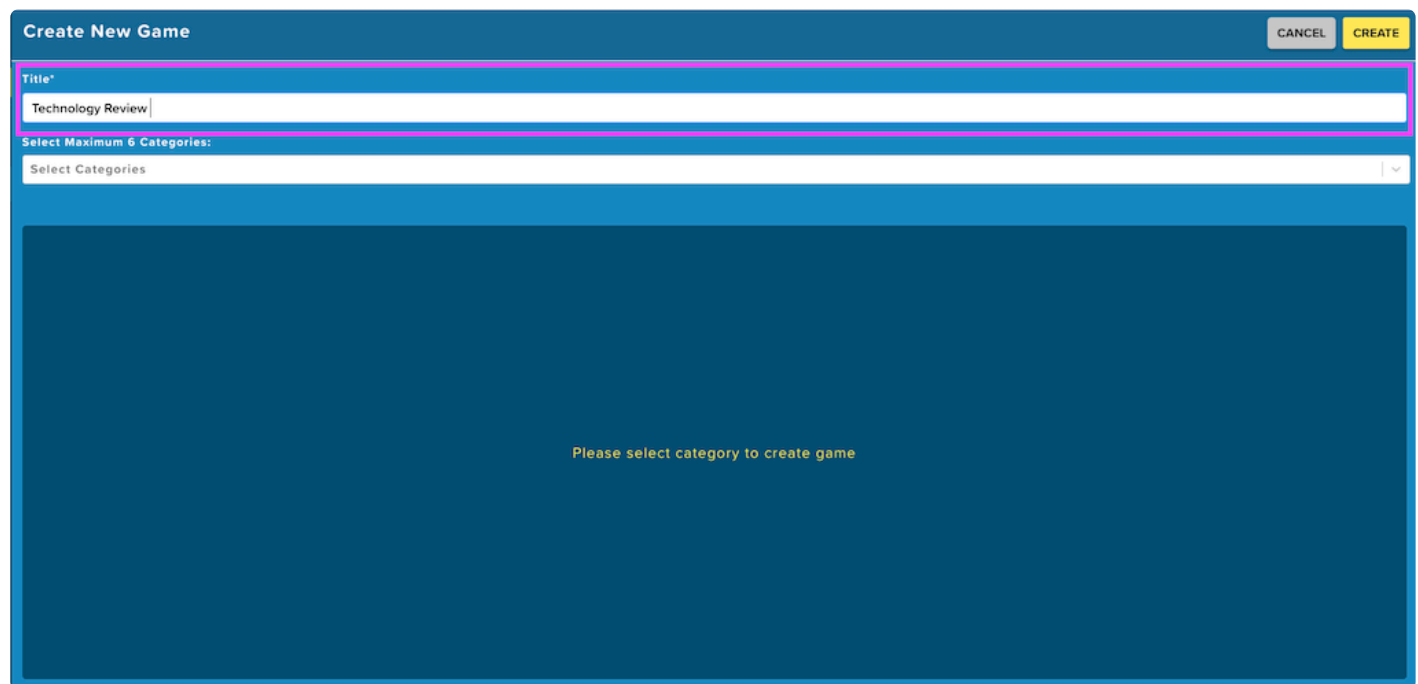 Create New Game
CANCEL
CREATE
Title*
Technology Review
Select Maximum 6 Categories:
Select Categories
Please select category to create game